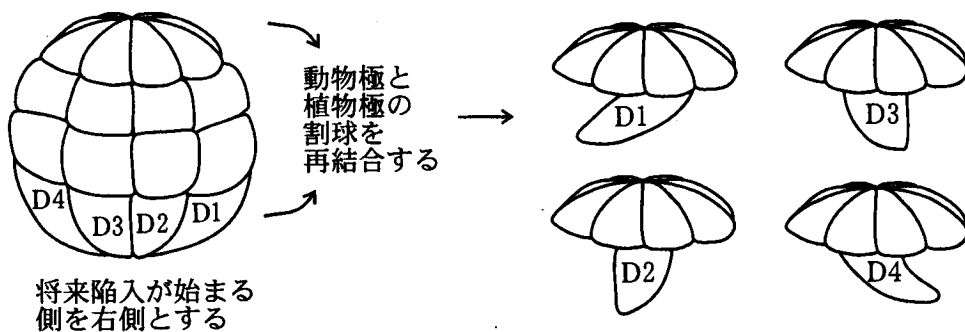 D4
D3
D2
D1
将来陥入が始まる
側を右側とする
動物極と
植物極の
割球を
再結合する
D1
D3
D2
D4